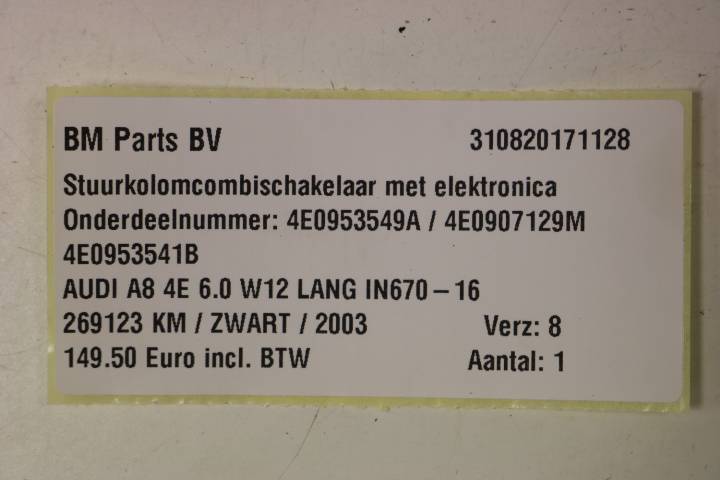 BM Parts BV 310820171128
Stuurkolomcombischakelaar met elektronica
Onderdeelnummer: 4E0953549A / 4E0907129M
4E0953541B
AUDI A8 4E 6.0 W12 LANG IN670-16
269123 KM / ZWART / 2003 Verz: 8
149.50 Euro incl. BTW Aantal: 1